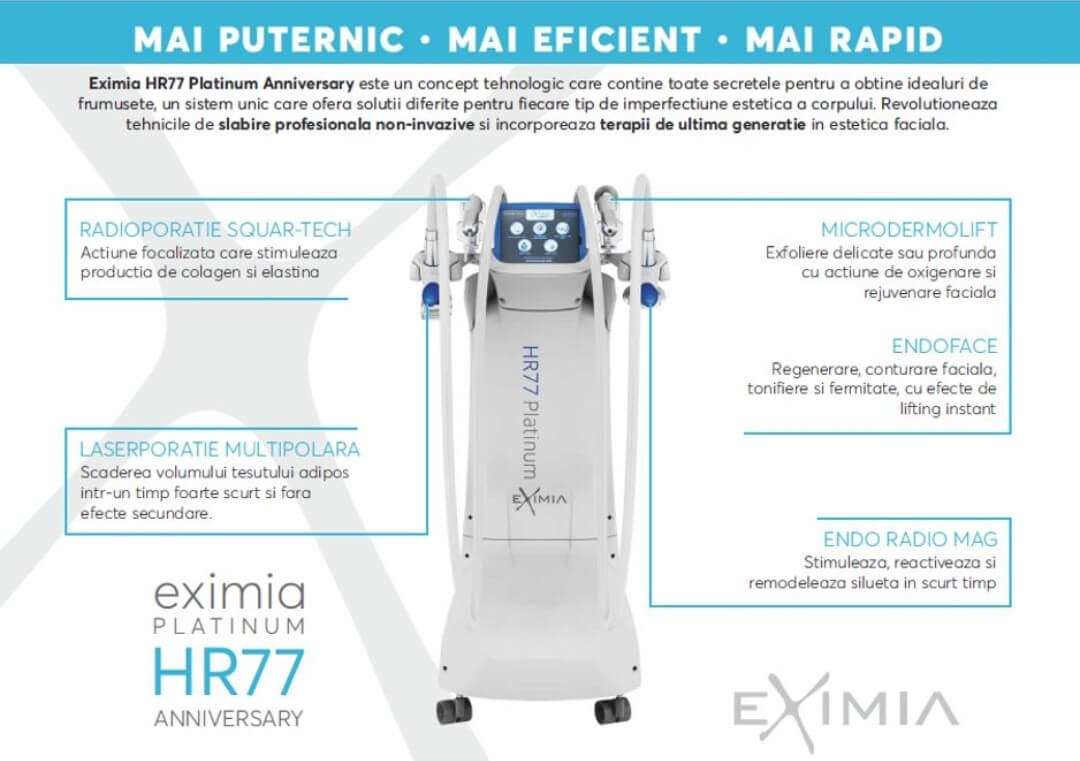 MAI PUTERNIC • MAI EFICIENT • MAI RAPID
Eximia HR77 Platinum Anniversary este un concept tehnologic care contine toate secretele pentru a obtine idealuri de
frumusete, un sistem unic care ofera solutii diferite pentru fiecare tip de imperfectiune estetica a corpului. Revolutioneaza
tehnicile de slabire profesionala non-invazive si incorporeaza terapii de ultima generatie in estetica faciala.
RADIOPORATIE SQUAR-TECH
Actiune focalizata care stimuleaza
productia de colagen si elastina
LASERPORATIE MULTIPOLARA
Scaderea volumului tesutului adipos
intr-un timp foarte scurt si fara
efecte secundare.
MICRODERMOLIFT
Exfoliere delicate sau profunda
cu actiune de oxigenare si
rejuvenare faciala
ENDOFACE
Regenerare, conturare faciala,
tonifiere si fermitate, cu efecte de
lifting instant
ENDO RADIO MAG
Stimuleaza, reactiveaza si
remodeleaza silueta in scurt timp
HR77 Platinum
EXIMIA
eximia
PLATINUM
HR77
ANNIVERSARY
EXIMIA